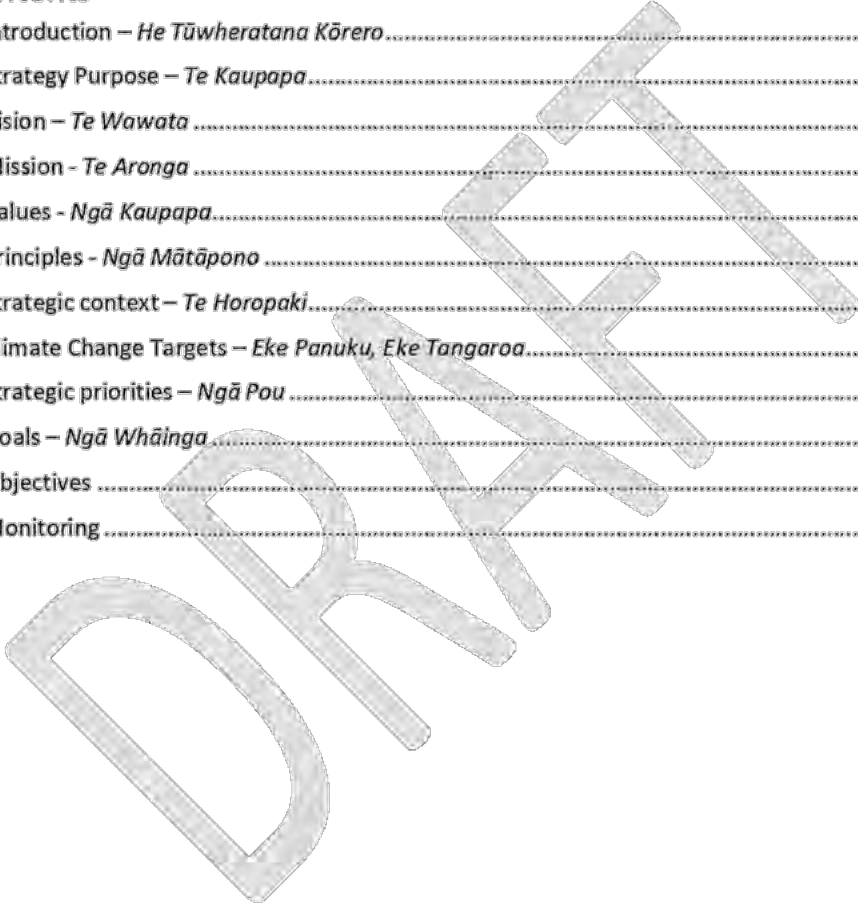 ntroduction – He Tūwheratana Kōrero
trategy Purpose – Te Kaupapa
ision – Te Wawata
ission - Te Aronga
alues - Ngā Kaupapa
rinciples - Ngā Mātāpono
trategic context – Te Horopaki
limate Change Targets – Eke Panuku, Eke Tangaroa
trategic priorities – Ngā Pou
oals – Ngā Whāinga
bjectives
onitoring
DRAFT